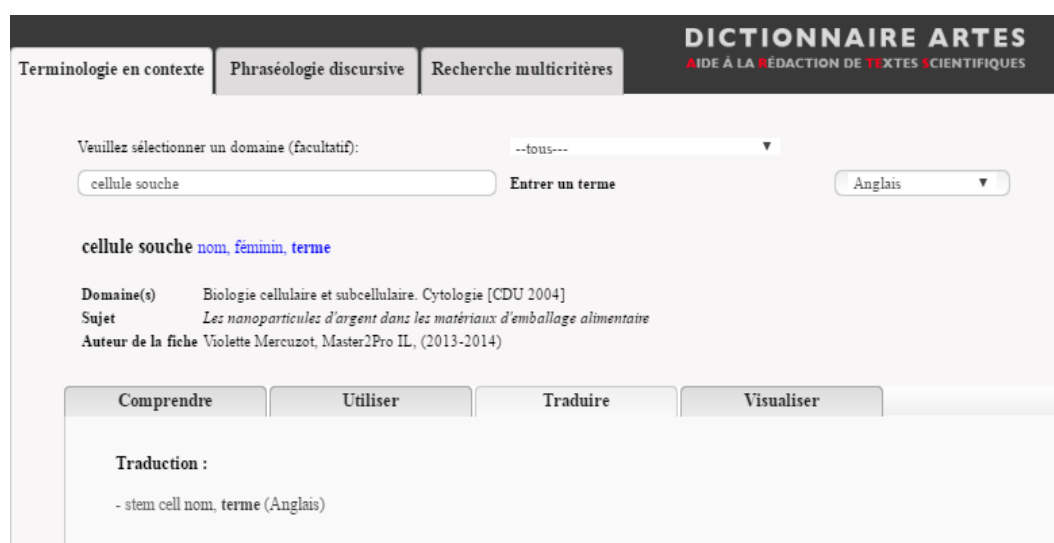 DICTIONNAIRE ARTES
AIDE À LA RÉDACTION DE TEXTES SCIENTIFIQUES
Terminologie en contexte Phraséologie discursive Recherche multicritères
Veuillez sélectionner un domaine (facultatif): --tous---
cellule souche Entrer un terme Anglais
cellule souche nom, féminin, terme
Domaine(s) Biologie cellulaire et subcellulaire. Cytologie [CDU 2004]
Sujet Les nanoparticules d'argent dans les matériaux d'emballage alimentaire
Auteur de la fiche Violette Mercuzot, Master2Pro IL, (2013-2014)
Comprendre Utiliser Traduire Visualiser
Traduction :
- stem cell nom, terme (Anglais)